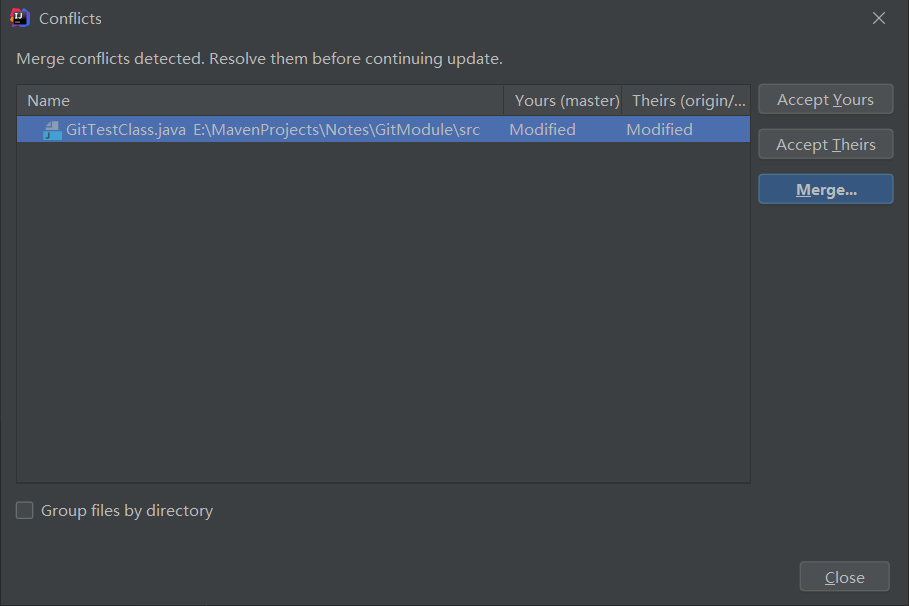 Conflicts
Merge conflicts detected. Resolve them before continuing update.
Name Yours (master) Theirs (origin/...
GitTestClass.java E:\MavenProjects\Notes\GitModule\src Modified Modified
Accept Yours
Accept Theirs
Merge...
Group files by directory
Close